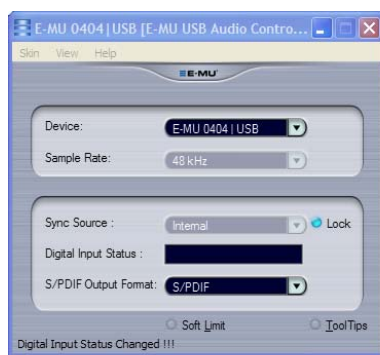 E-MU 0404 | USB [E-MU USB Audio Contro...
Skin View Help
E-MU
Device: E-MU 0404 | USB
Sample Rate: 48 kHz
Sync Source : Internal Lock
Digital Input Status :
S/PDIF Output Format: S/PDIF
Soft Limit ToolTips
Digital Input Status Changed !!!